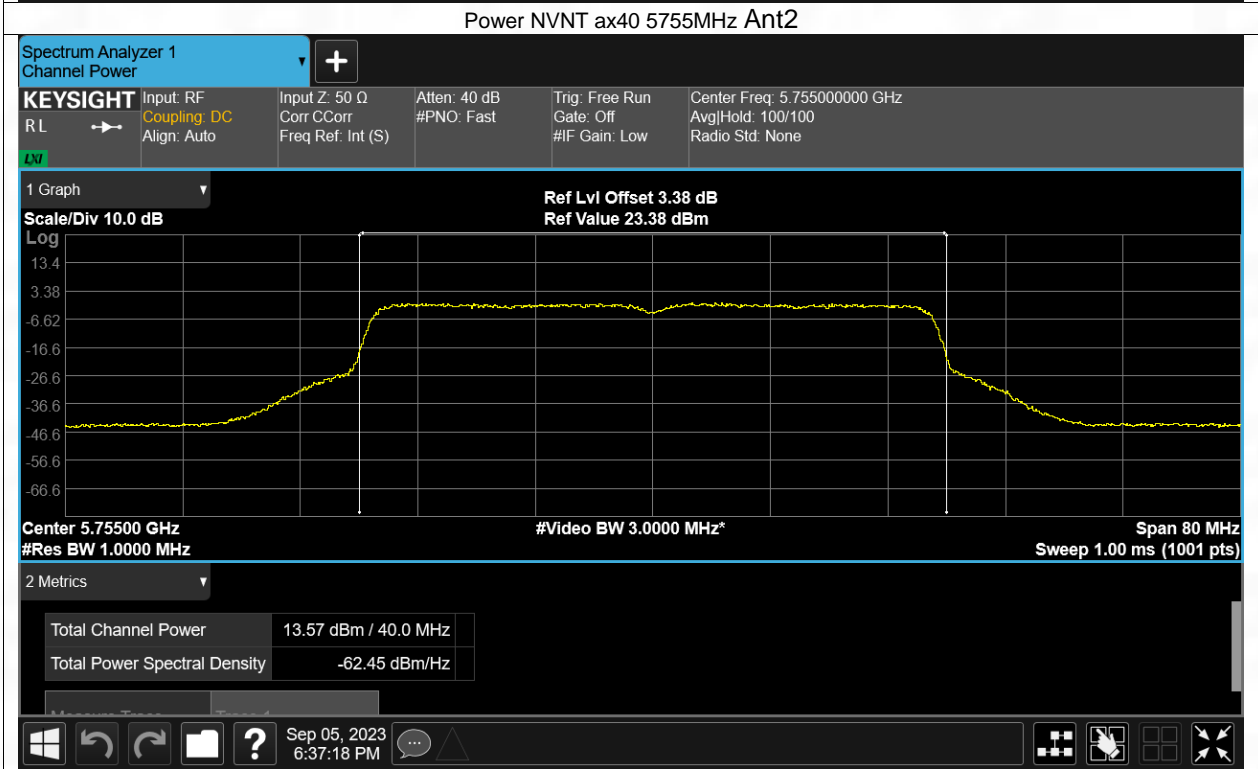 Power NVNT ax40 5755MHz Ant2
Spectrum Analyzer 1
Channel Power
KEYSIGHT
R L
LXI
Input: RF
Coupling: DC
Align: Auto
Input Z: 50 Ω
Corr CCorr
Freq Ref: Int (S)
Atten: 40 dB
#PNO: Fast
Trig: Free Run
Gate: Off
#IF Gain: Low
Center Freq: 5.755000000 GHz
Avg|Hold: 100/100
Radio Std: None
1 Graph
Scale/Div 10.0 dB
Ref Lvl Offset 3.38 dB
Ref Value 23.38 dBm
Log
13.4
3.38
-6.62
-16.6
-26.6
-36.6
-46.6
-56.6
-66.6
Center 5.75500 GHz
#Res BW 1.0000 MHz
#Video BW 3.0000 MHz*
Span 80 MHz
Sweep 1.00 ms (1001 pts)
2 Metrics
Total Channel Power 13.57 dBm / 40.0 MHz
Total Power Spectral Density -62.45 dBm/Hz
Measure Trace Trace 1
?
Sep 05, 2023
6:37:18 PM